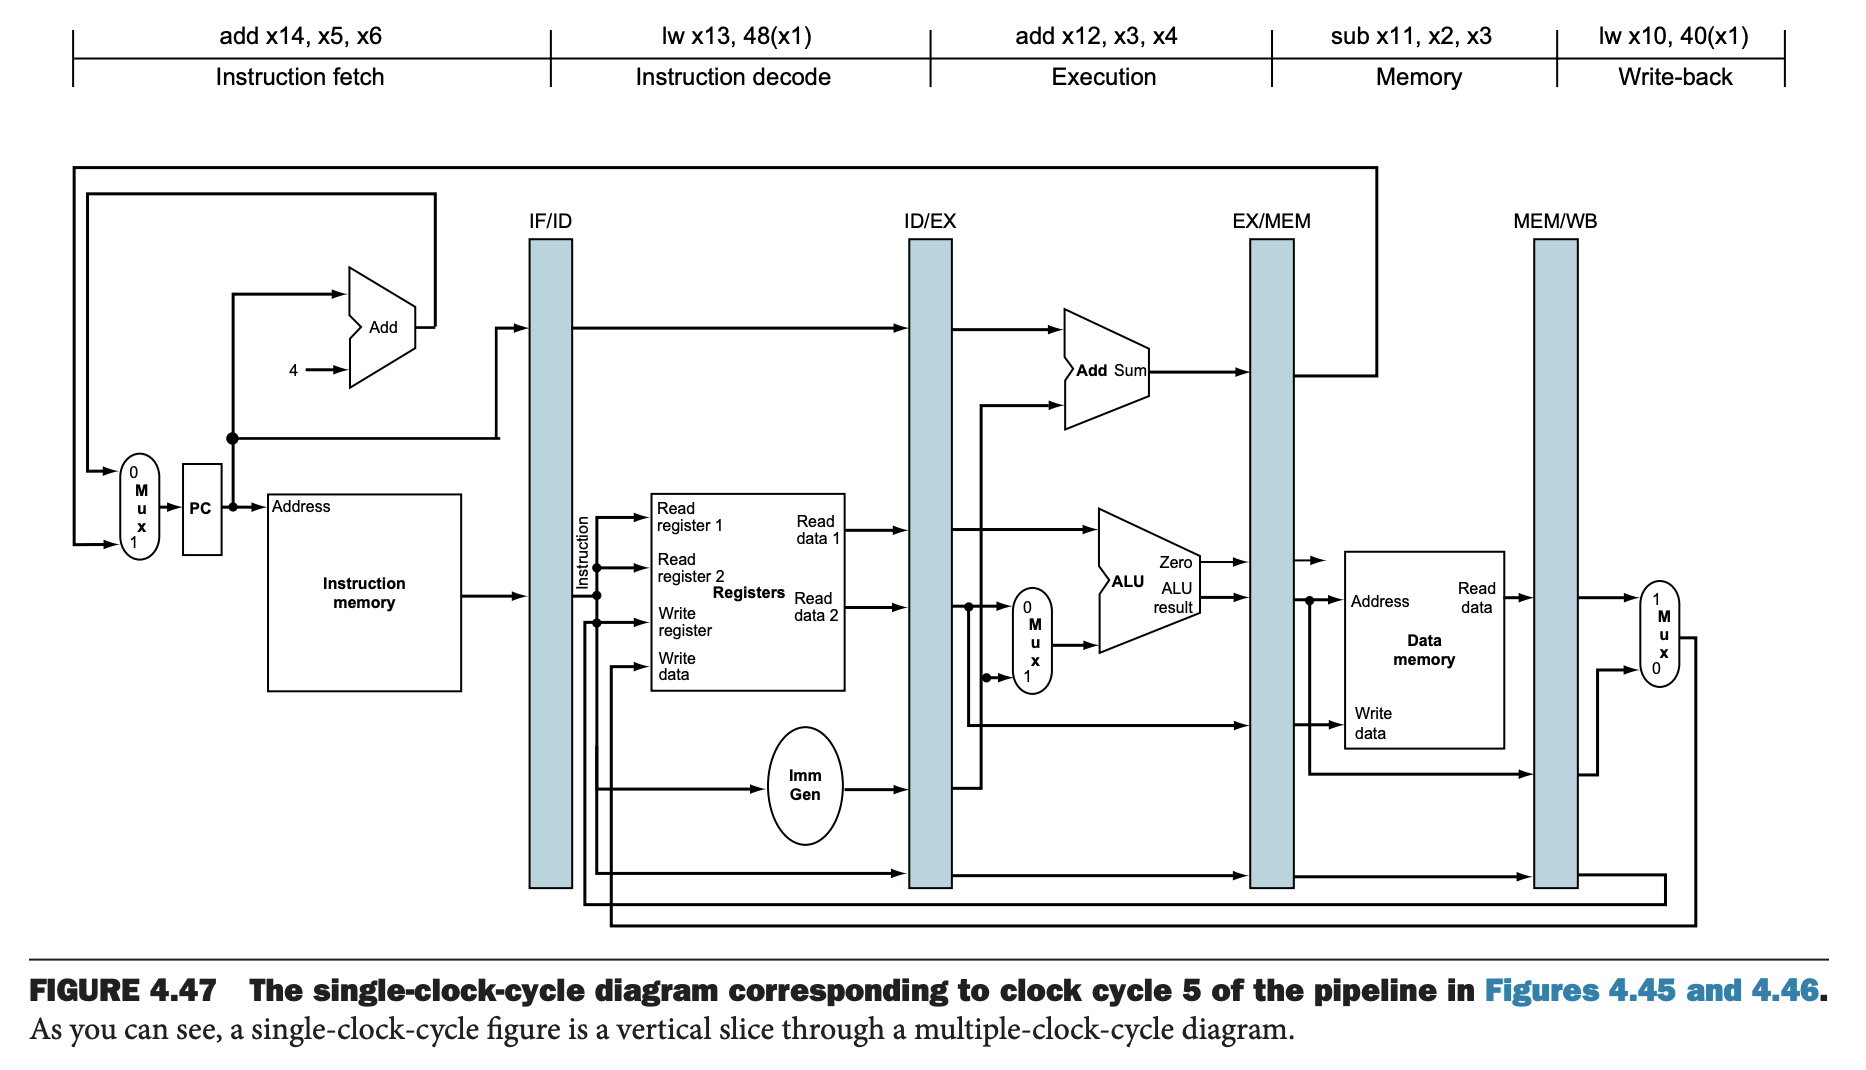 add x14, x5, x6
lw x13, 48(x1)
add x12, x3, x4
sub x11, x2, x3
lw x10, 40(x1)
Instruction fetch
Instruction decode
Execution
Memory
Write-back
IF/ID
ID/EX
EX/MEM
MEM/WB
Add
4
Add Sum
0
M
u
x
1
PC
Address
Instruction
memory
Instruction
Read
register 1
Read
register 2
Registers
Write
register
Write
data
Read
data 1
Read
data 2
Imm
Gen
0
M
u
x
1
Zero
ALU
ALU
result
Address
Read
data
Data
memory
Write
data
1
M
u
x
0
FIGURE 4.47 The single-clock-cycle diagram corresponding to clock cycle 5 of the pipeline in Figures 4.45 and 4.46.
As you can see, a single-clock-cycle figure is a vertical slice through a multiple-clock-cycle diagram.